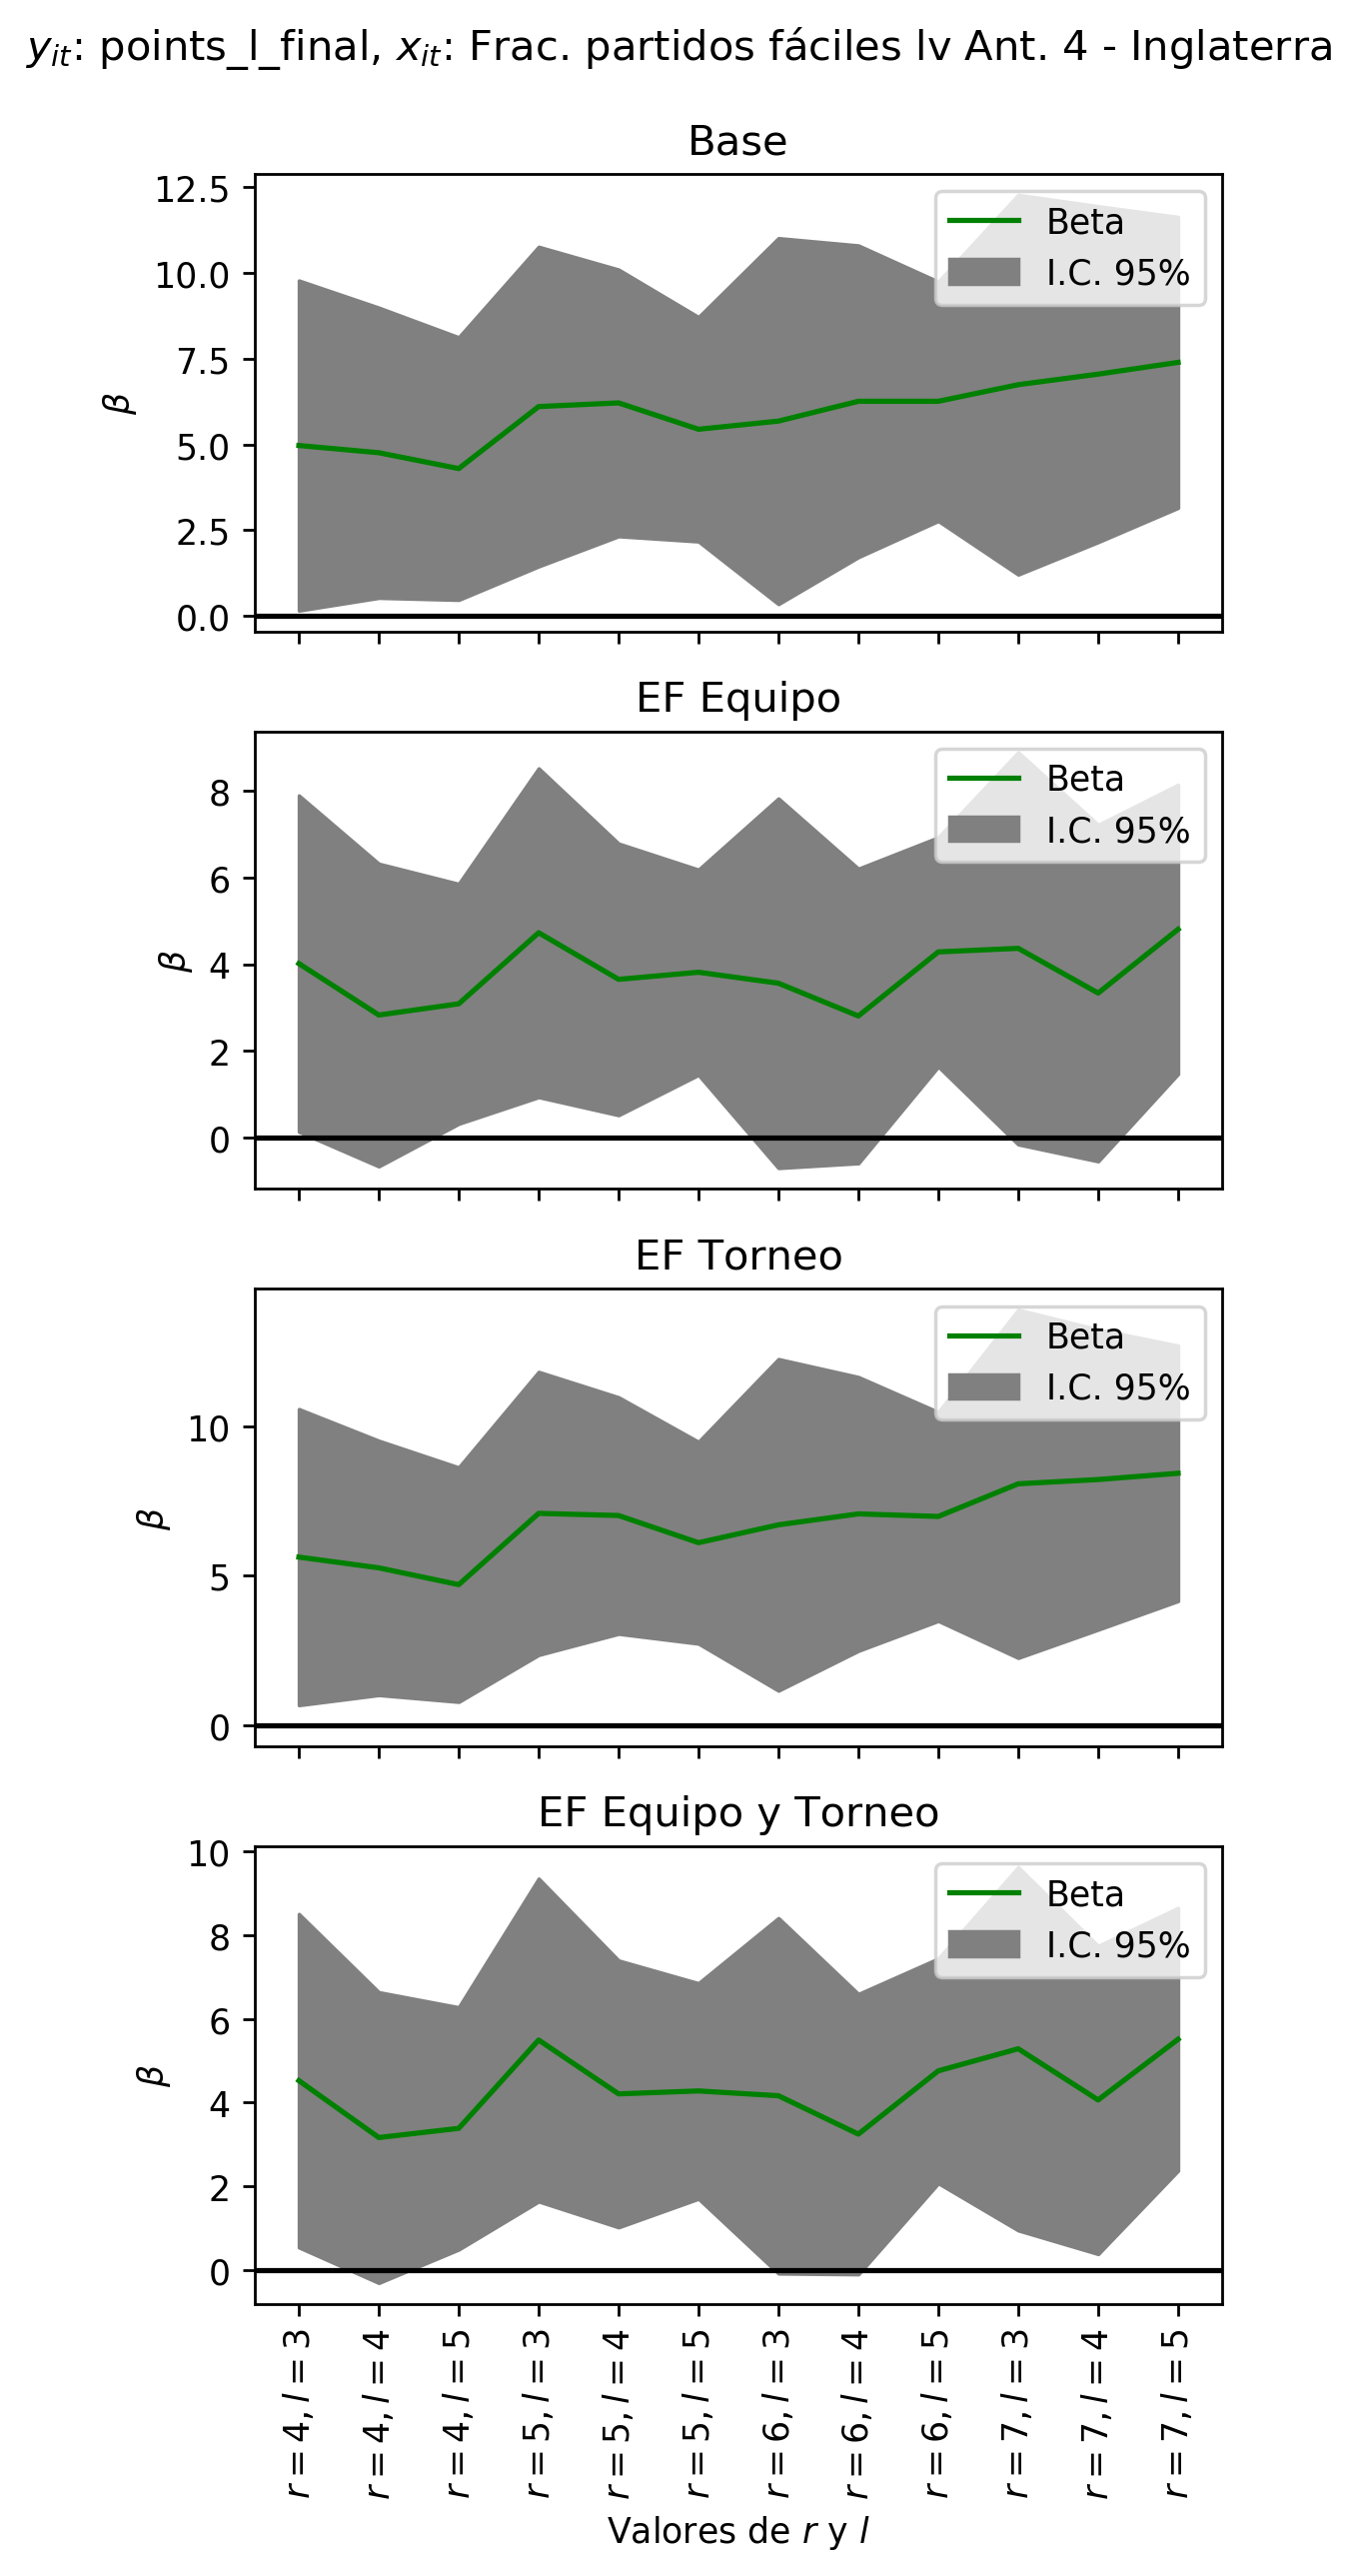 y_it: points_l_final, x_it: Frac. partidos fáciles lv Ant. 4 - Inglaterra
Base
12.5
10.0
7.5
5.0
2.5
0.0
β
Beta
I.C. 95%
EF Equipo
8
6
4
2
0
β
Beta
I.C. 95%
EF Torneo
10
5
0
β
Beta
I.C. 95%
EF Equipo y Torneo
10
8
6
4
2
0
β
Beta
I.C. 95%
r = 4, l = 3
r = 4, l = 4
r = 4, l = 5
r = 5, l = 3
r = 5, l = 4
r = 5, l = 5
r = 6, l = 3
r = 6, l = 4
r = 6, l = 5
r = 7, l = 3
r = 7, l = 4
r = 7, l = 5
Valores de r y l